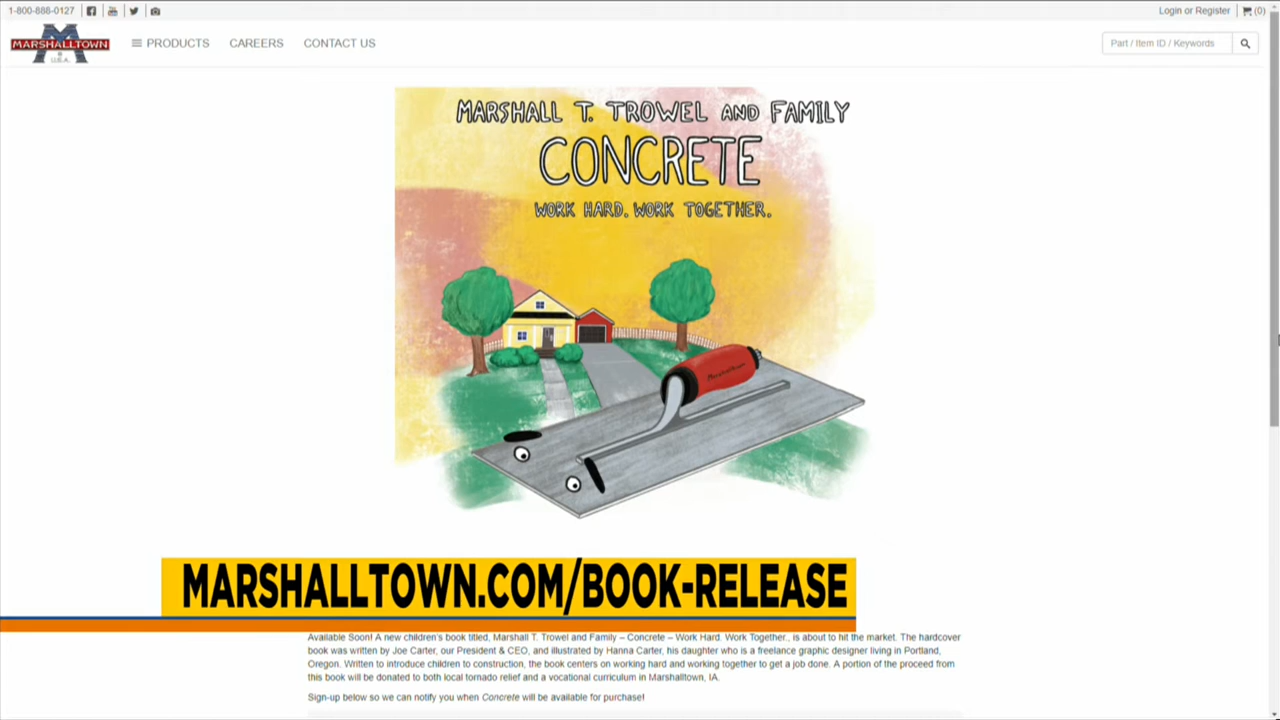 1-800-888-0127
Login or Register
(0)
MARSHALLTOWN
U.S.A.
PRODUCTS
CAREERS
CONTACT US
Part / Item ID / Keywords
MARSHALL T. TROWEL AND FAMILY
CONCRETE
WORK HARD. WORK TOGETHER.
Marshalltown
MARSHALLTOWN.COM/BOOK-RELEASE
Available Soon! A new children's book titled, Marshall T. Trowel and Family – Concrete – Work Hard. Work Together., is about to hit the market. The hardcover
book was written by Joe Carter, our President & CEO, and illustrated by Hanna Carter, his daughter who is a freelance graphic designer living in Portland,
Oregon. Written to introduce children to construction, the book centers on working hard and working together to get a job done. A portion of the proceed from
this book will be donated to both local tornado relief and a vocational curriculum in Marshalltown, IA.
Sign-up below so we can notify you when Concrete will be available for purchase!